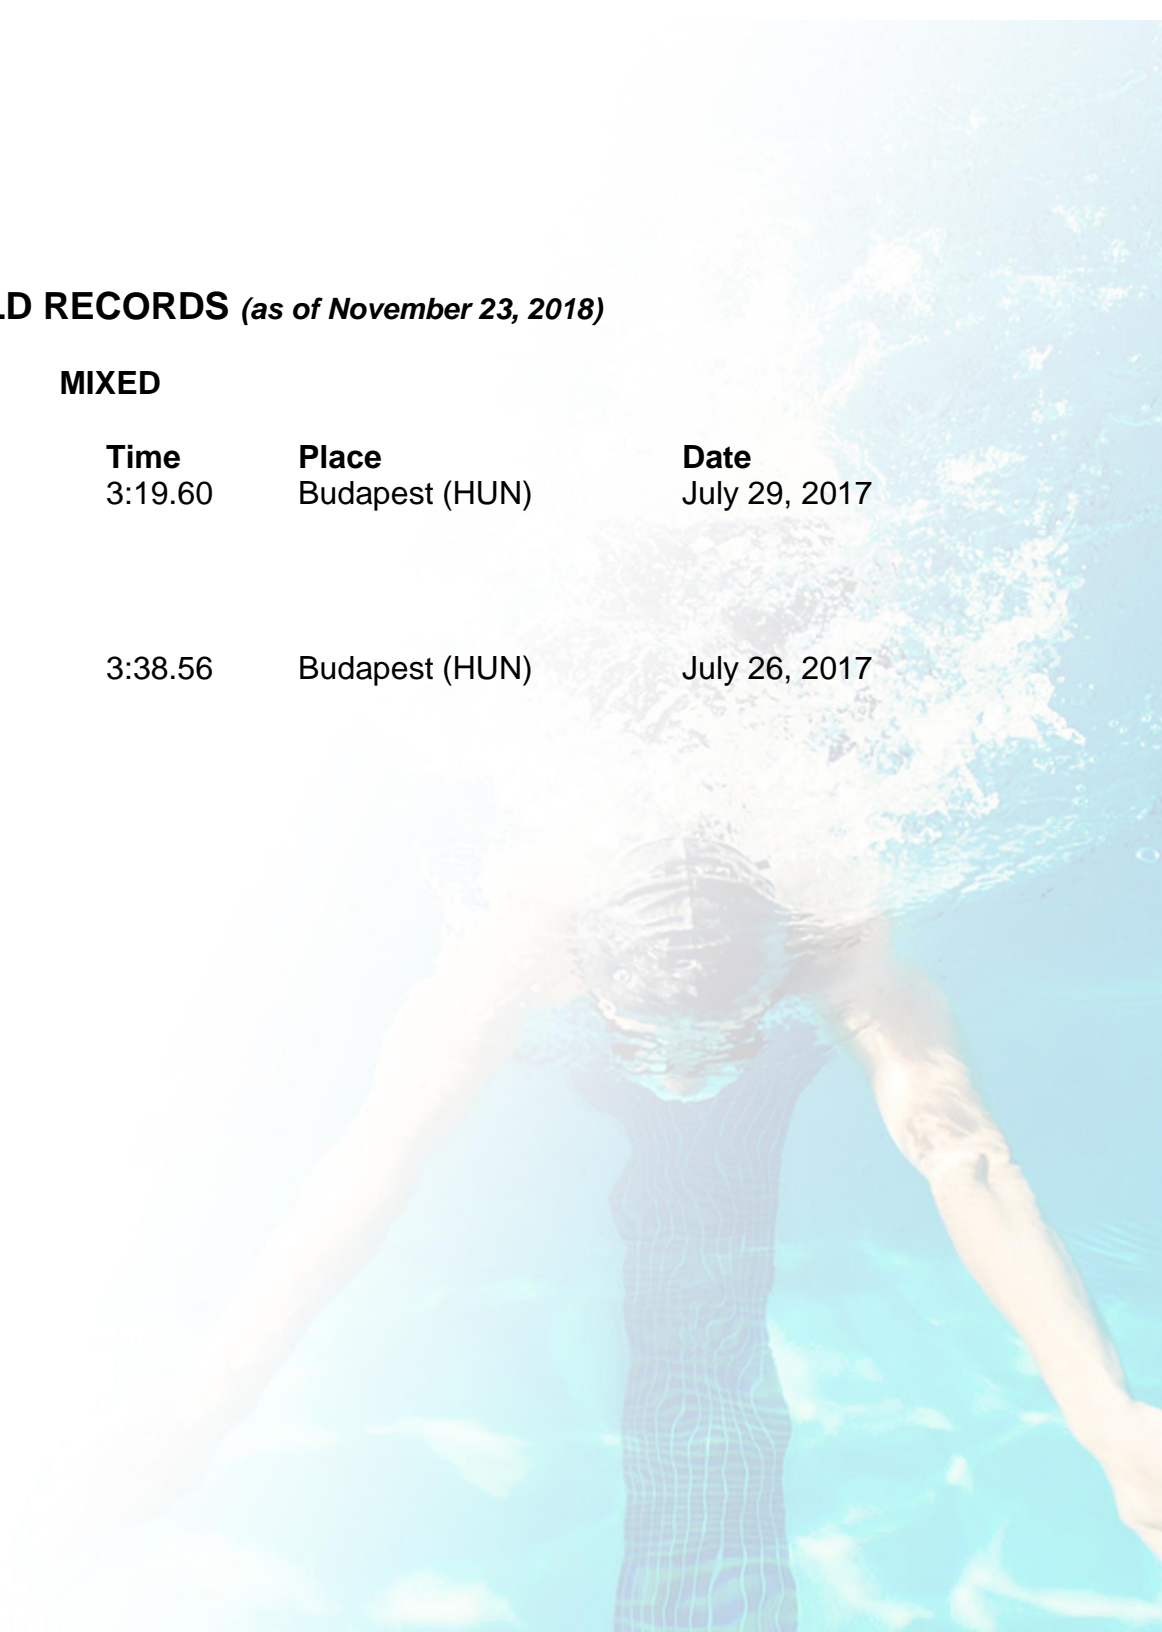 LD RECORDS (as of November 23, 2018)
MIXED
Time Place Date
3:19.60 Budapest (HUN) July 29, 2017
3:38.56 Budapest (HUN) July 26, 2017